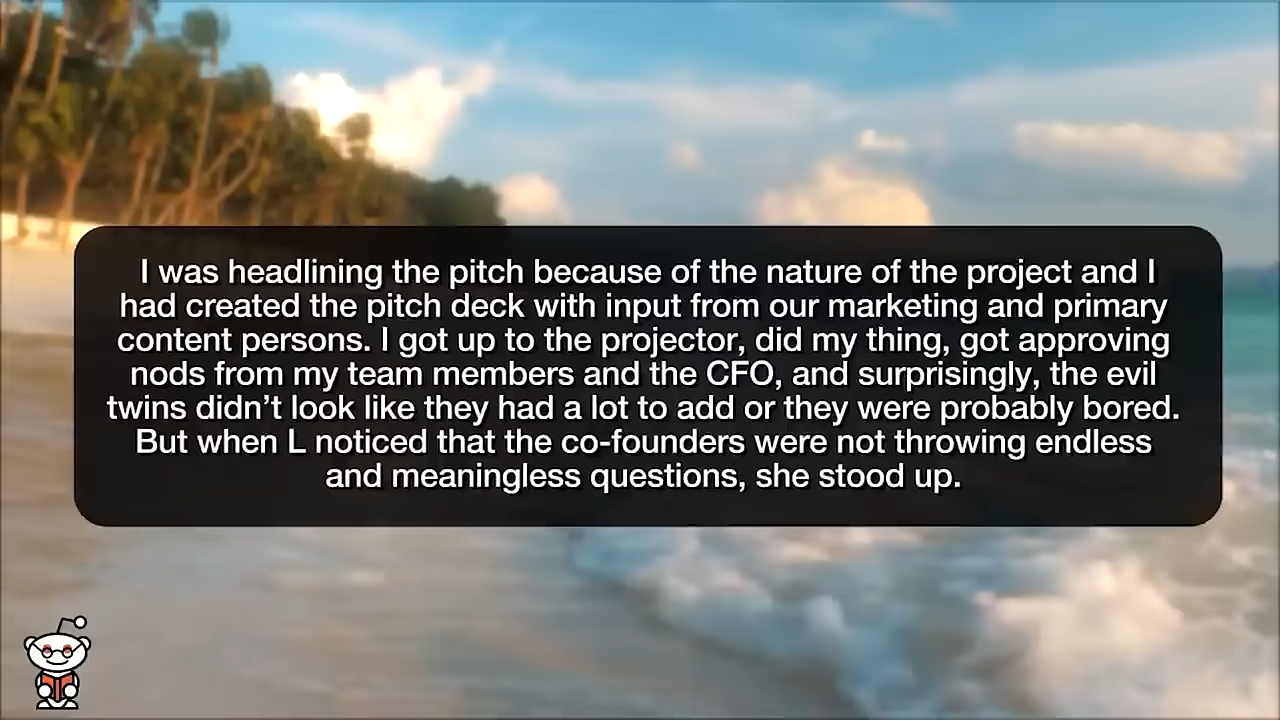 I was headlining the pitch because of the nature of the project and I
had created the pitch deck with input from our marketing and primary
content persons. I got up to the projector, did my thing, got approving
nods from my team members and the CFO, and surprisingly, the evil
twins didn’t look like they had a lot to add or they were probably bored.
But when L noticed that the co-founders were not throwing endless
and meaningless questions, she stood up.